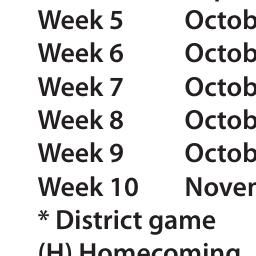 Week 5 Octob
Week 6 Octob
Week 7 Octob
Week 8 Octob
Week 9 Octob
Week 10 Nover
* District game
(H) Homecoming